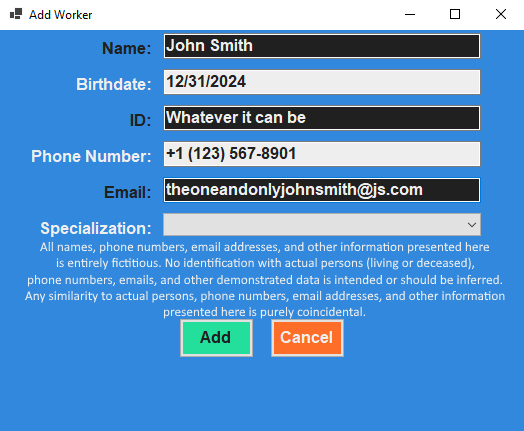 Add Worker
Name: John Smith
Birthdate: 12/31/2024
ID: Whatever it can be
Phone Number: +1 (123) 567-8901
Email: theoneandonlyjohnsmith@js.com
Specialization:
All names, phone numbers, email addresses, and other information presented here
is entirely fictitious. No identification with actual persons (living or deceased),
phone numbers, emails, and other demonstrated data is intended or should be inferred.
Any similarity to actual persons, phone numbers, email addresses, and other information
presented here is purely coincidental.
Add Cancel